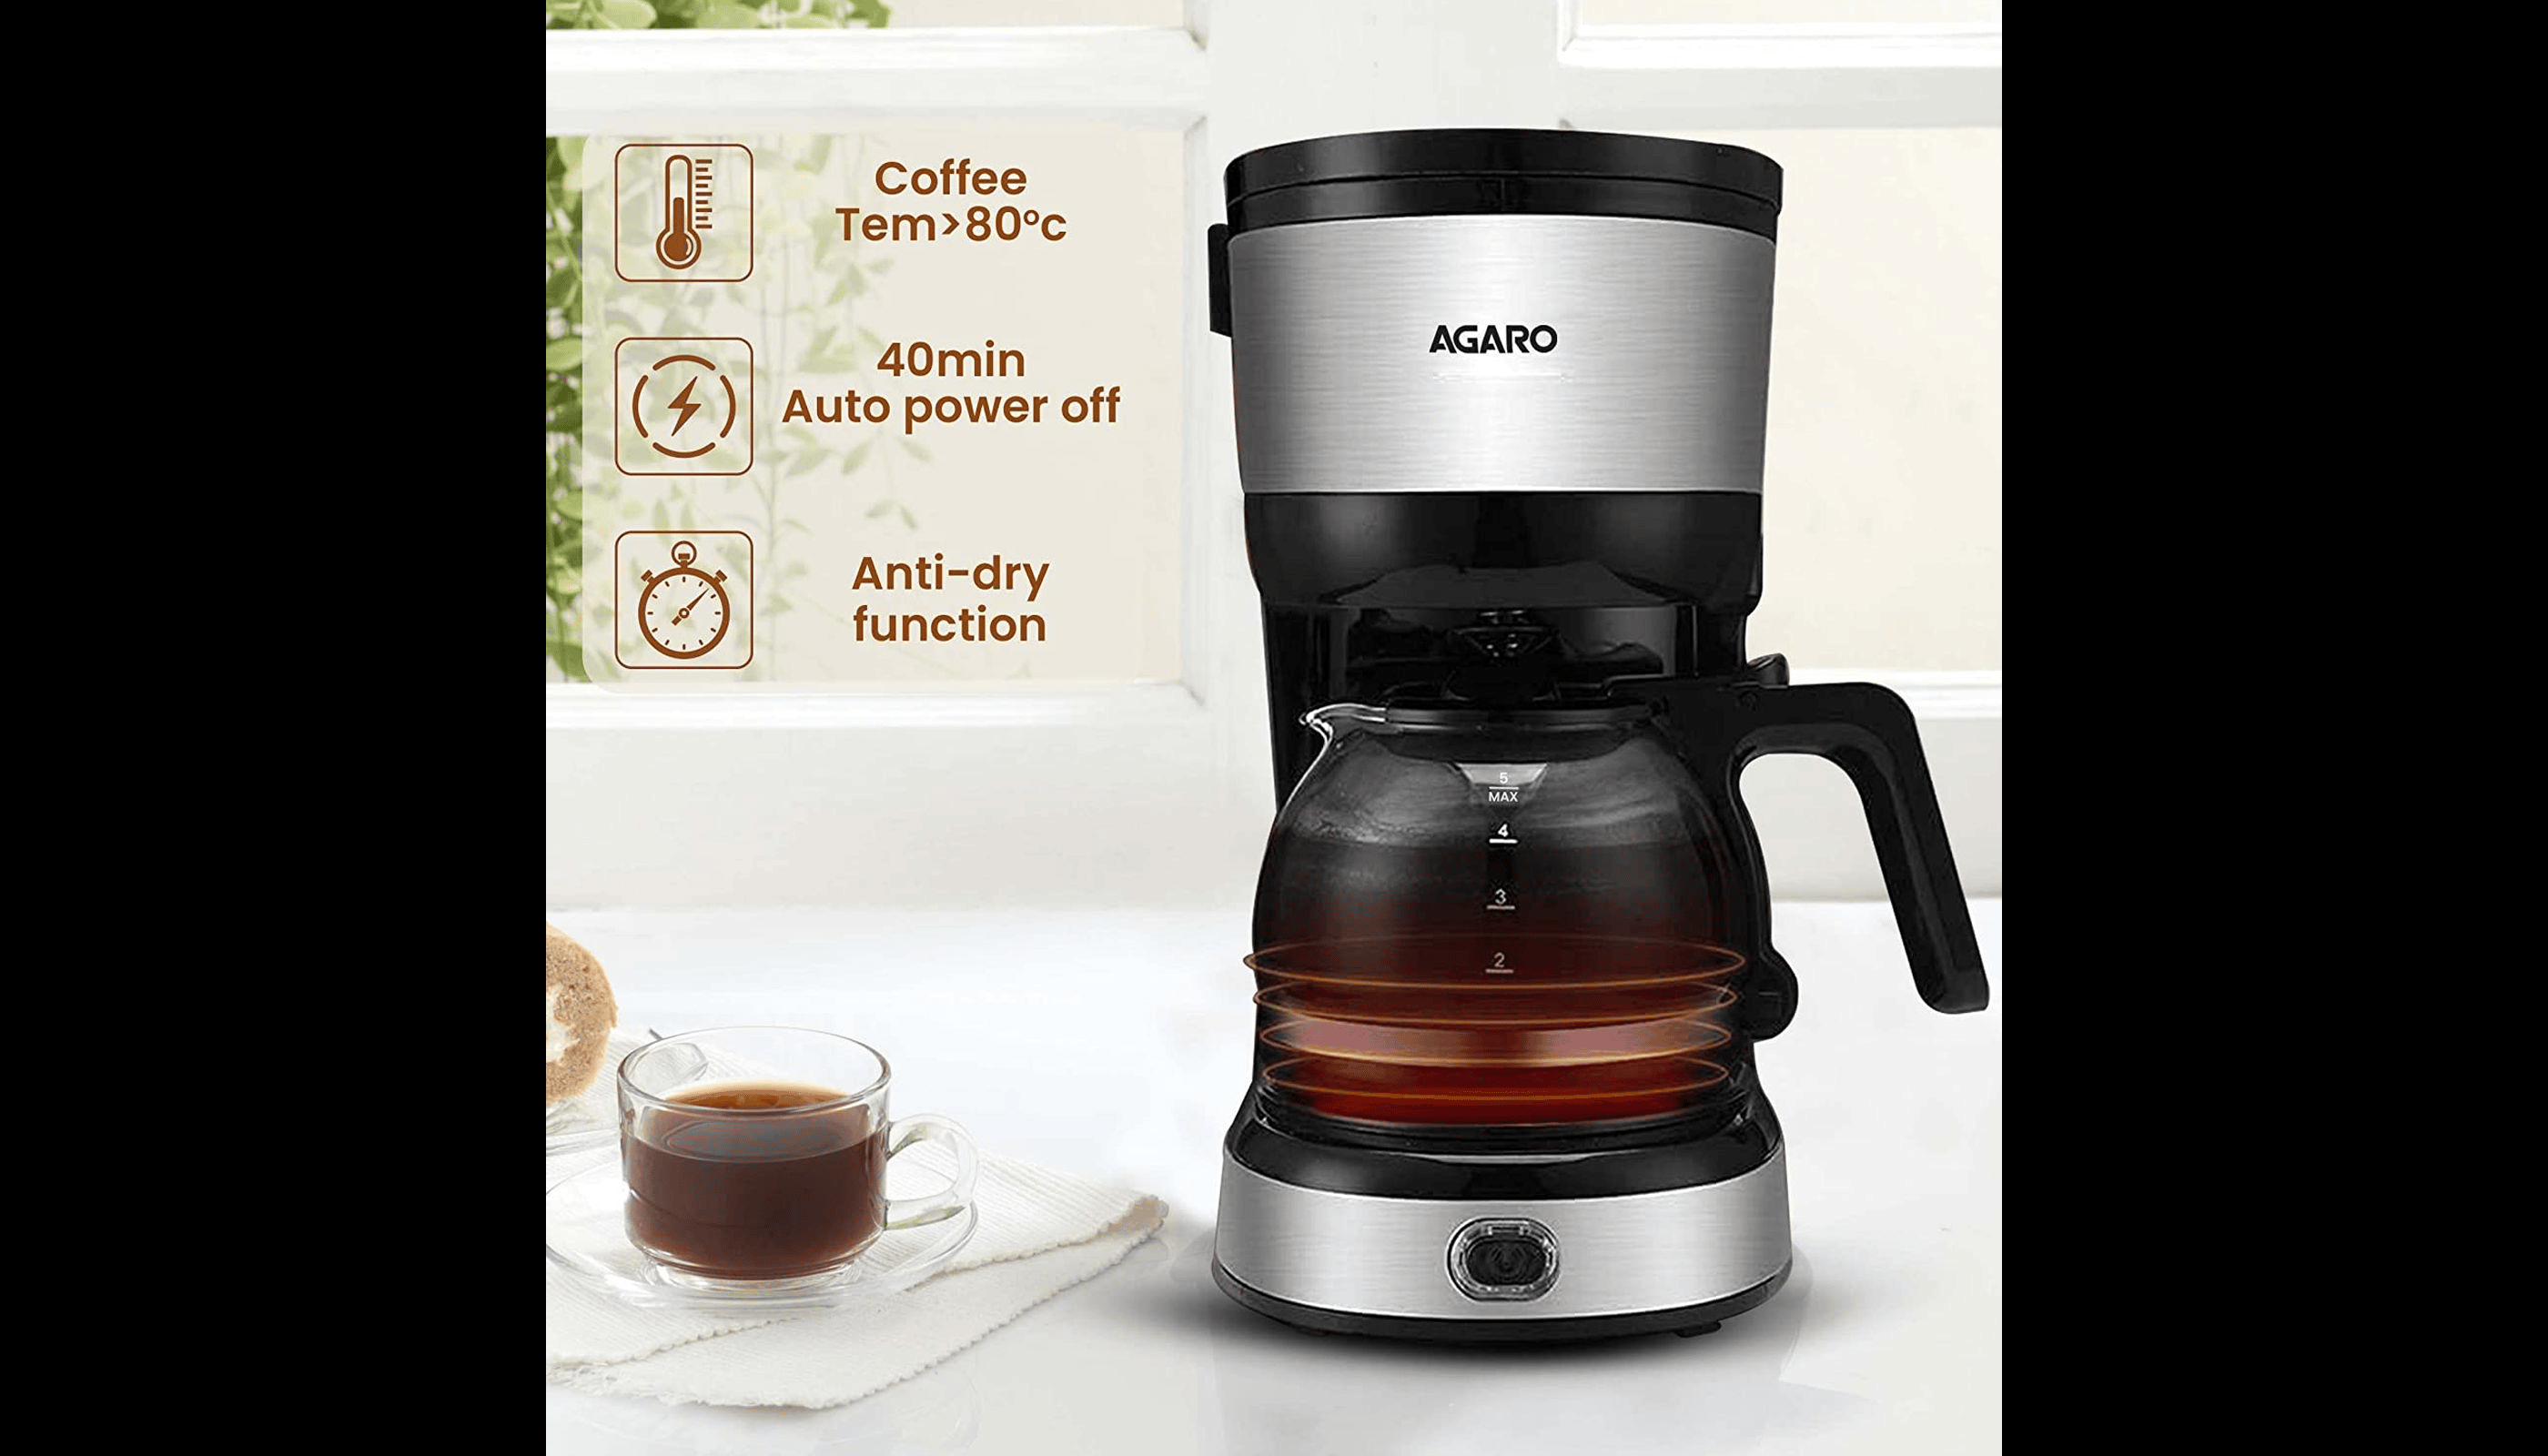 Coffee
Tem>80°c
40min
Auto power off
Anti-dry
function
AGARO
5
MAX
4
3
2